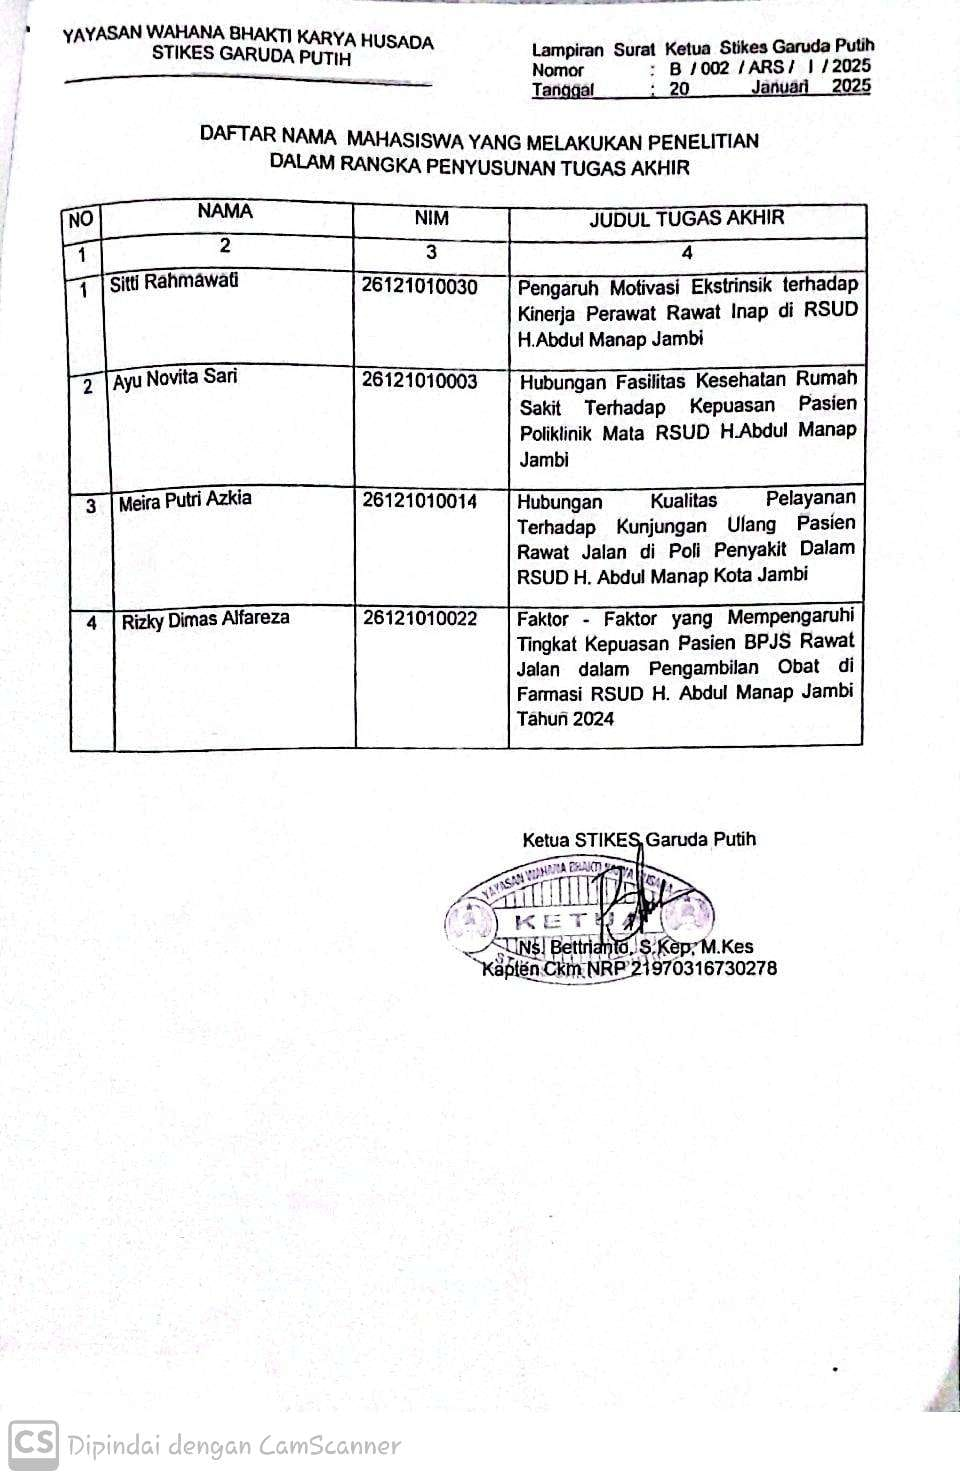 YAYASAN WAHANA BHAKTI KARYA HUSADA
STIKES GARUDA PUTIH
Lampiran Surat Ketua Stikes Garuda Putih
Nomor : B / 002 / ARS / I / 2025
Tanggal : 20 Januari 2025
DAFTAR NAMA MAHASISWA YANG MELAKUKAN PENELITIAN
DALAM RANGKA PENYUSUNAN TUGAS AKHIR
NO NAMA NIM JUDUL TUGAS AKHIR
1 2 3 4
1 Sitti Rahmawati 26121010030 Pengaruh Motivasi Ekstrinsik terhadap
Kinerja Perawat Rawat Inap di RSUD
H.Abdul Manap Jambi
2 Ayu Novita Sari 26121010003 Hubungan Fasilitas Kesehatan Rumah
Sakit Terhadap Kepuasan Pasien
Poliklinik Mata RSUD H.Abdul Manap
Jambi
3 Meira Putri Azkia 26121010014 Hubungan Kualitas Pelayanan
Terhadap Kunjungan Ulang Pasien
Rawat Jalan di Poli Penyakit Dalam
RSUD H. Abdul Manap Kota Jambi
4 Rizky Dimas Alfareza 26121010022 Faktor - Faktor yang Mempengaruhi
Tingkat Kepuasan Pasien BPJS Rawat
Jalan dalam Pengambilan Obat di
Farmasi RSUD H. Abdul Manap Jambi
Tahun 2024
Ketua STIKES Garuda Putih
YAYASAN WAHANA BHAKTI KARYA HUSADA
KETUA
Ns. Bettrianto, S.Kep, M.Kes
Kapten Ckm NRP 21970316730278
CS Dipindai dengan CamScanner